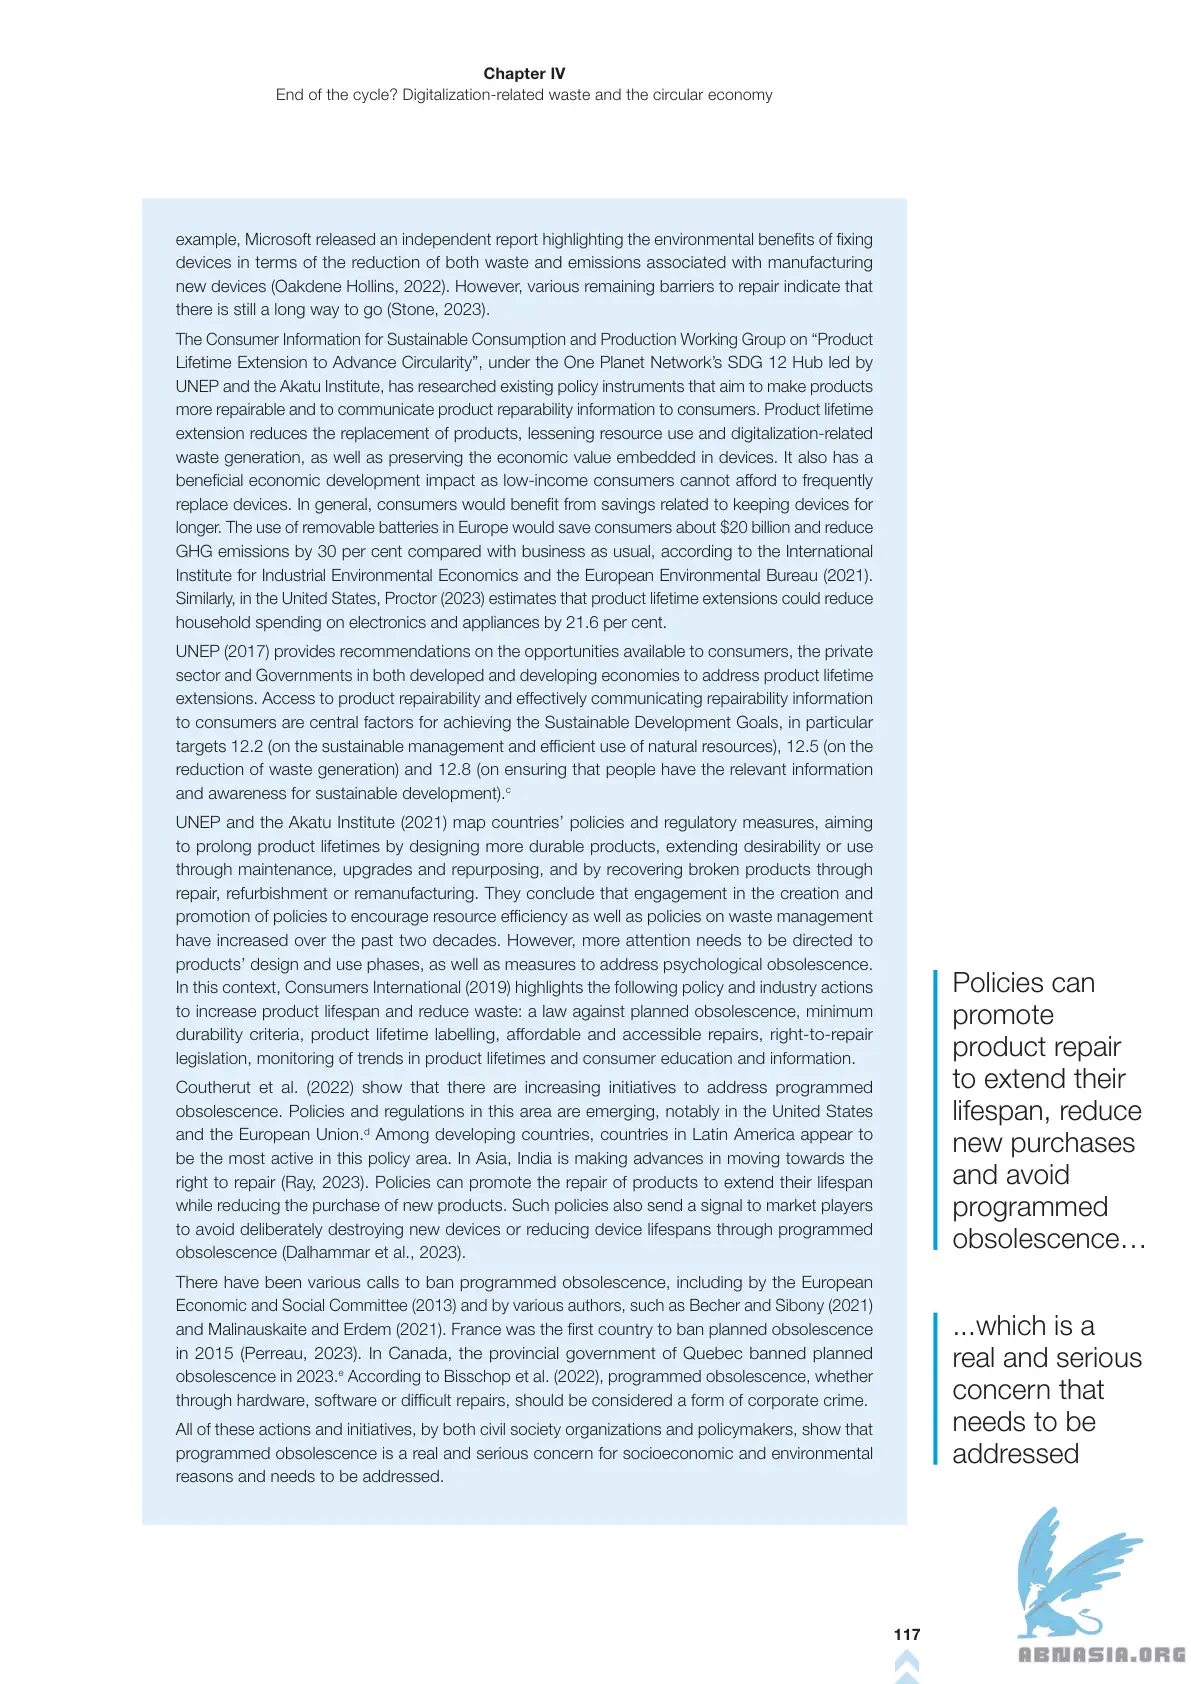 Chapter IV
End of the cycle? Digitalization-related waste and the circular economy
example, Microsoft released an independent report highlighting the environmental benefits of fixing
devices in terms of the reduction of both waste and emissions associated with manufacturing
new devices (Oakdene Hollins, 2022). However, various remaining barriers to repair indicate that
there is still a long way to go (Stone, 2023).
The Consumer Information for Sustainable Consumption and Production Working Group on “Product
Lifetime Extension to Advance Circularity”, under the One Planet Network’s SDG 12 Hub led by
UNEP and the Akatu Institute, has researched existing policy instruments that aim to make products
more repairable and to communicate product reparability information to consumers. Product lifetime
extension reduces the replacement of products, lessening resource use and digitalization-related
waste generation, as well as preserving the economic value embedded in devices. It also has a
beneficial economic development impact as low-income consumers cannot afford to frequently
replace devices. In general, consumers would benefit from savings related to keeping devices for
longer. The use of removable batteries in Europe would save consumers about $20 billion and reduce
GHG emissions by 30 per cent compared with business as usual, according to the International
Institute for Industrial Environmental Economics and the European Environmental Bureau (2021).
Similarly, in the United States, Proctor (2023) estimates that product lifetime extensions could reduce
household spending on electronics and appliances by 21.6 per cent.
UNEP (2017) provides recommendations on the opportunities available to consumers, the private
sector and Governments in both developed and developing economies to address product lifetime
extensions. Access to product repairability and effectively communicating repairability information
to consumers are central factors for achieving the Sustainable Development Goals, in particular
targets 12.2 (on the sustainable management and efficient use of natural resources), 12.5 (on the
reduction of waste generation) and 12.8 (on ensuring that people have the relevant information
and awareness for sustainable development).c
UNEP and the Akatu Institute (2021) map countries’ policies and regulatory measures, aiming
to prolong product lifetimes by designing more durable products, extending desirability or use
through maintenance, upgrades and repurposing, and by recovering broken products through
repair, refurbishment or remanufacturing. They conclude that engagement in the creation and
promotion of policies to encourage resource efficiency as well as policies on waste management
have increased over the past two decades. However, more attention needs to be directed to
products’ design and use phases, as well as measures to address psychological obsolescence.
In this context, Consumers International (2019) highlights the following policy and industry actions
to increase product lifespan and reduce waste: a law against planned obsolescence, minimum
durability criteria, product lifetime labelling, affordable and accessible repairs, right-to-repair
legislation, monitoring of trends in product lifetimes and consumer education and information.
Coutherut et al. (2022) show that there are increasing initiatives to address programmed
obsolescence. Policies and regulations in this area are emerging, notably in the United States
and the European Union.d Among developing countries, countries in Latin America appear to
be the most active in this policy area. In Asia, India is making advances in moving towards the
right to repair (Ray, 2023). Policies can promote the repair of products to extend their lifespan
while reducing the purchase of new products. Such policies also send a signal to market players
to avoid deliberately destroying new devices or reducing device lifespans through programmed
obsolescence (Dalhammar et al., 2023).
There have been various calls to ban programmed obsolescence, including by the European
Economic and Social Committee (2013) and by various authors, such as Becher and Sibony (2021)
and Malinauskaite and Erdem (2021). France was the first country to ban planned obsolescence
in 2015 (Perreau, 2023). In Canada, the provincial government of Quebec banned planned
obsolescence in 2023.e According to Bisschop et al. (2022), programmed obsolescence, whether
through hardware, software or difficult repairs, should be considered a form of corporate crime.
All of these actions and initiatives, by both civil society organizations and policymakers, show that
programmed obsolescence is a real and serious concern for socioeconomic and environmental
reasons and needs to be addressed.
Policies can
promote
product repair
to extend their
lifespan, reduce
new purchases
and avoid
programmed
obsolescence…
...which is a
real and serious
concern that
needs to be
addressed
117
ABNASIA.ORG